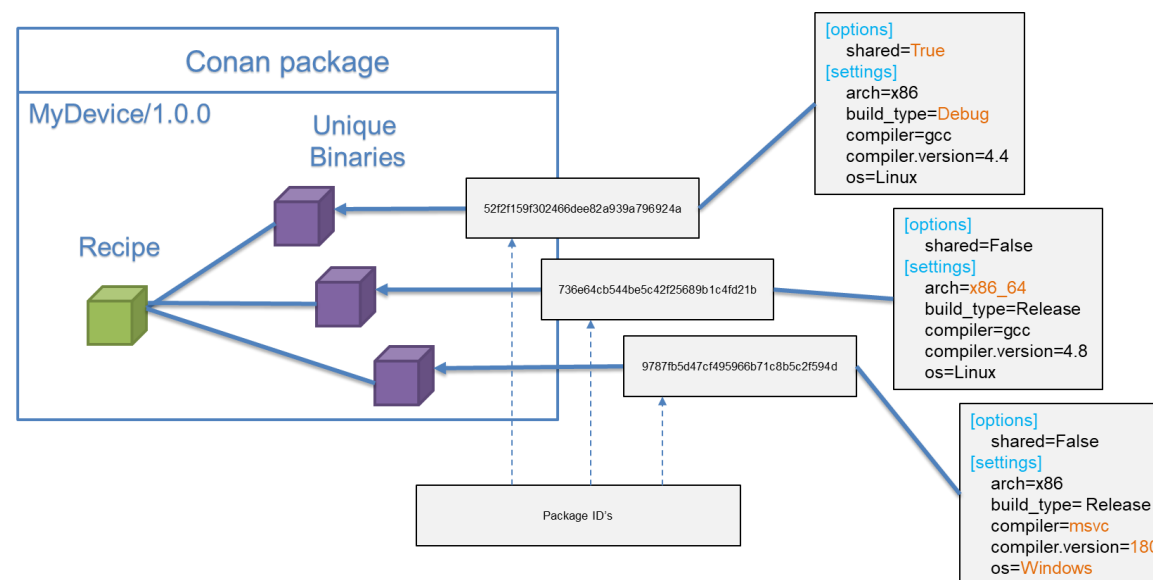 Conan package
MyDevice/1.0.0
Unique
Binaries
Recipe
52f2f159f302466dee82a939a796924a
736e64cb544be5c42f25689b1c4fd21b
9787fb5d47cf495966b71c8b5c2f594d
Package ID's
[options]
shared=True
[settings]
arch=x86
build_type=Debug
compiler=gcc
compiler.version=4.4
os=Linux
[options]
shared=False
[settings]
arch=x86_64
build_type=Release
compiler=gcc
compiler.version=4.8
os=Linux
[options]
shared=False
[settings]
arch=x86
build_type= Release
compiler=msvc
compiler.version=180
os=Windows